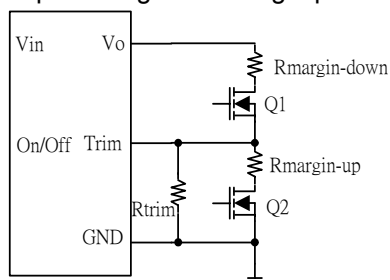 Vin
Vo
Rmargin-down
Q1
On/Off
Trim
Rmargin-up
Rtrim
Q2
GND